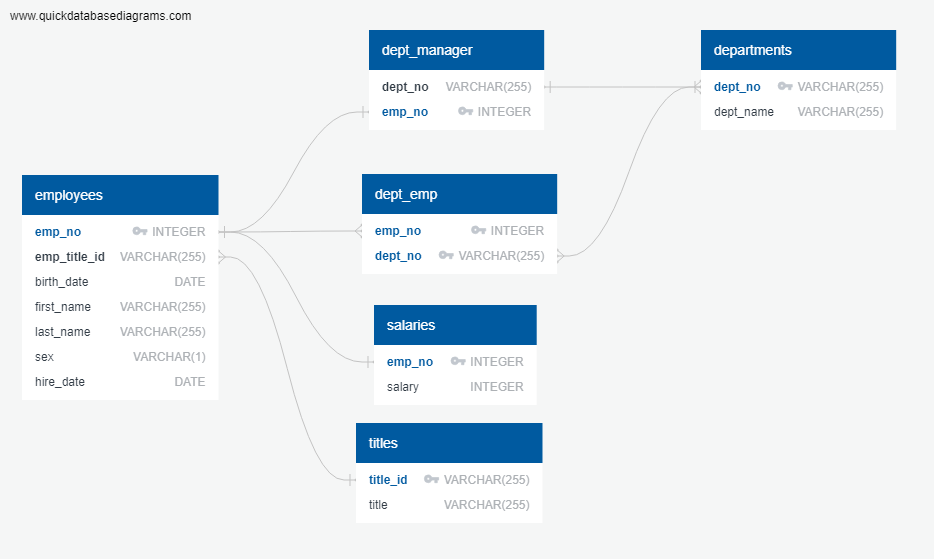 www.quickdatabasediagrams.com
dept_manager
dept_no VARCHAR(255)
emp_no INTEGER
departments
dept_no VARCHAR(255)
dept_name VARCHAR(255)
employees
emp_no INTEGER
emp_title_id VARCHAR(255)
birth_date DATE
first_name VARCHAR(255)
last_name VARCHAR(255)
sex VARCHAR(1)
hire_date DATE
dept_emp
emp_no INTEGER
dept_no VARCHAR(255)
salaries
emp_no INTEGER
salary INTEGER
titles
title_id VARCHAR(255)
title VARCHAR(255)